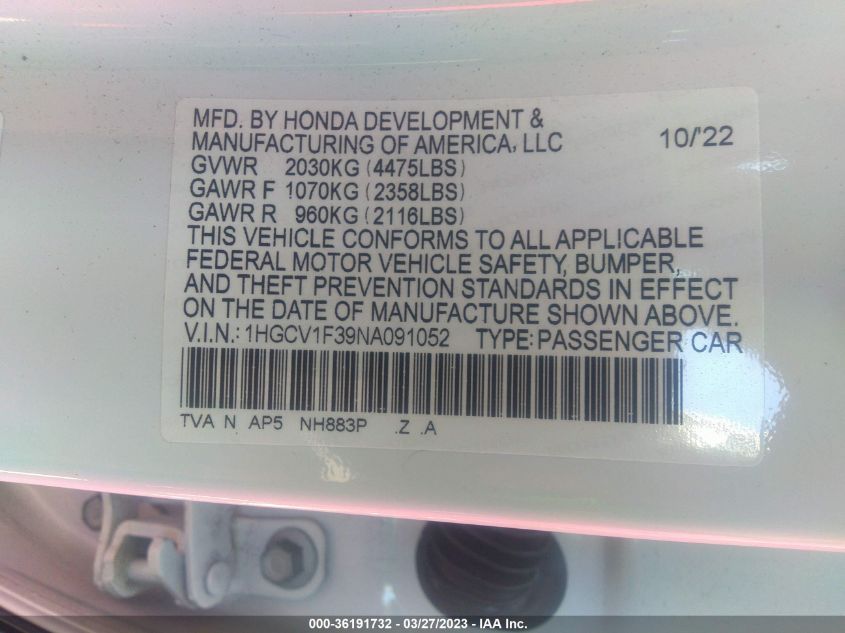 MFD. BY HONDA DEVELOPMENT &
MANUFACTURING OF AMERICA, LLC 10/'22
GVWR 2030KG (4475LBS)
GAWR F 1070KG (2358LBS)
GAWR R 960KG (2116LBS)
THIS VEHICLE CONFORMS TO ALL APPLICABLE
FEDERAL MOTOR VEHICLE SAFETY, BUMPER,
AND THEFT PREVENTION STANDARDS IN EFFECT
ON THE DATE OF MANUFACTURE SHOWN ABOVE.
V.I.N.: 1HGCV1F39NA091052 TYPE: PASSENGER CAR
TVA N AP5 NH883P .Z .A
000-36191732 - 03/27/2023 - IAA Inc.